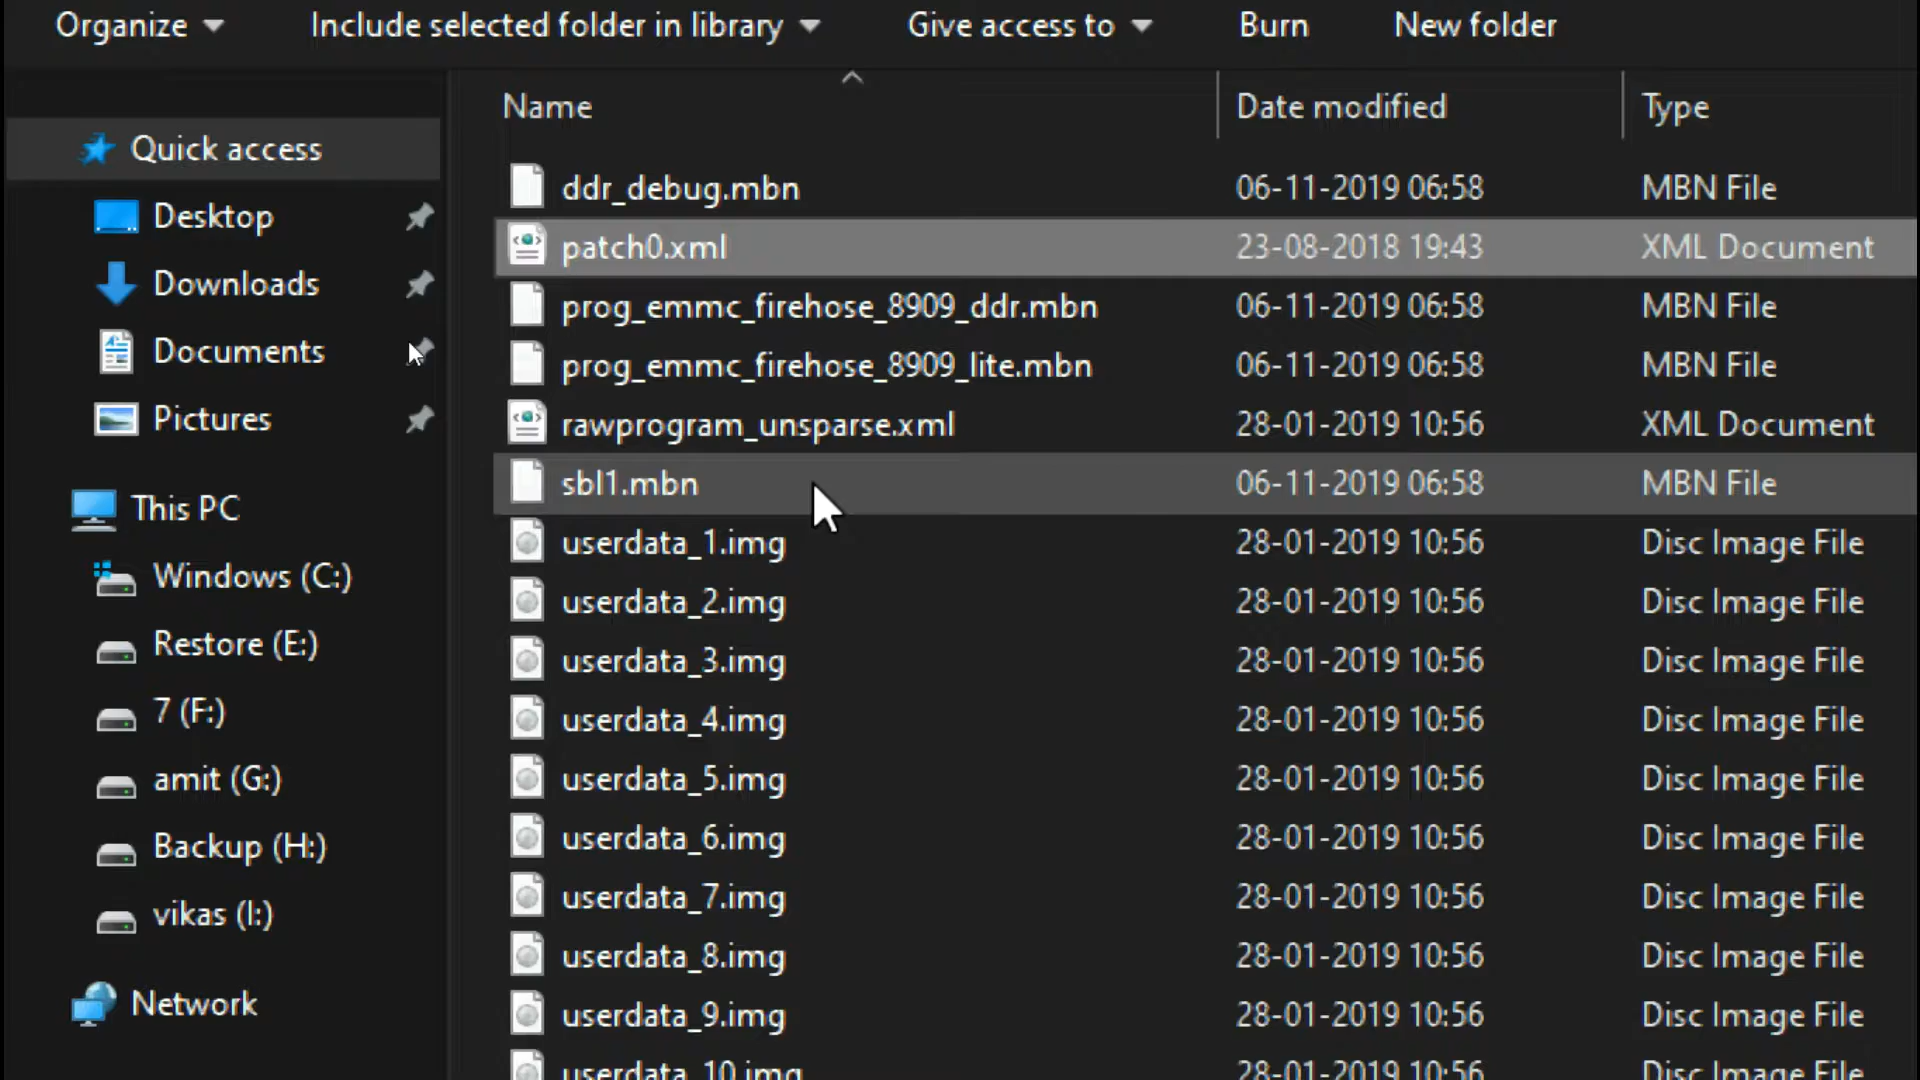 Organize Include selected folder in library Give access to Burn New folder
Name Date modified Type
Quick access
Desktop
Downloads
Documents
Pictures
This PC
Windows (C:)
Restore (E:)
7 (F:)
amit (G:)
Backup (H:)
vikas (I:)
Network
ddr_debug.mbn 06-11-2019 06:58 MBN File
patch0.xml 23-08-2018 19:43 XML Document
prog_emmc_firehose_8909_ddr.mbn 06-11-2019 06:58 MBN File
prog_emmc_firehose_8909_lite.mbn 06-11-2019 06:58 MBN File
rawprogram_unsparse.xml 28-01-2019 10:56 XML Document
sbl1.mbn 06-11-2019 06:58 MBN File
userdata_1.img 28-01-2019 10:56 Disc Image File
userdata_2.img 28-01-2019 10:56 Disc Image File
userdata_3.img 28-01-2019 10:56 Disc Image File
userdata_4.img 28-01-2019 10:56 Disc Image File
userdata_5.img 28-01-2019 10:56 Disc Image File
userdata_6.img 28-01-2019 10:56 Disc Image File
userdata_7.img 28-01-2019 10:56 Disc Image File
userdata_8.img 28-01-2019 10:56 Disc Image File
userdata_9.img 28-01-2019 10:56 Disc Image File
userdata_10.img 28-01-2019 10:56 Disc Image File